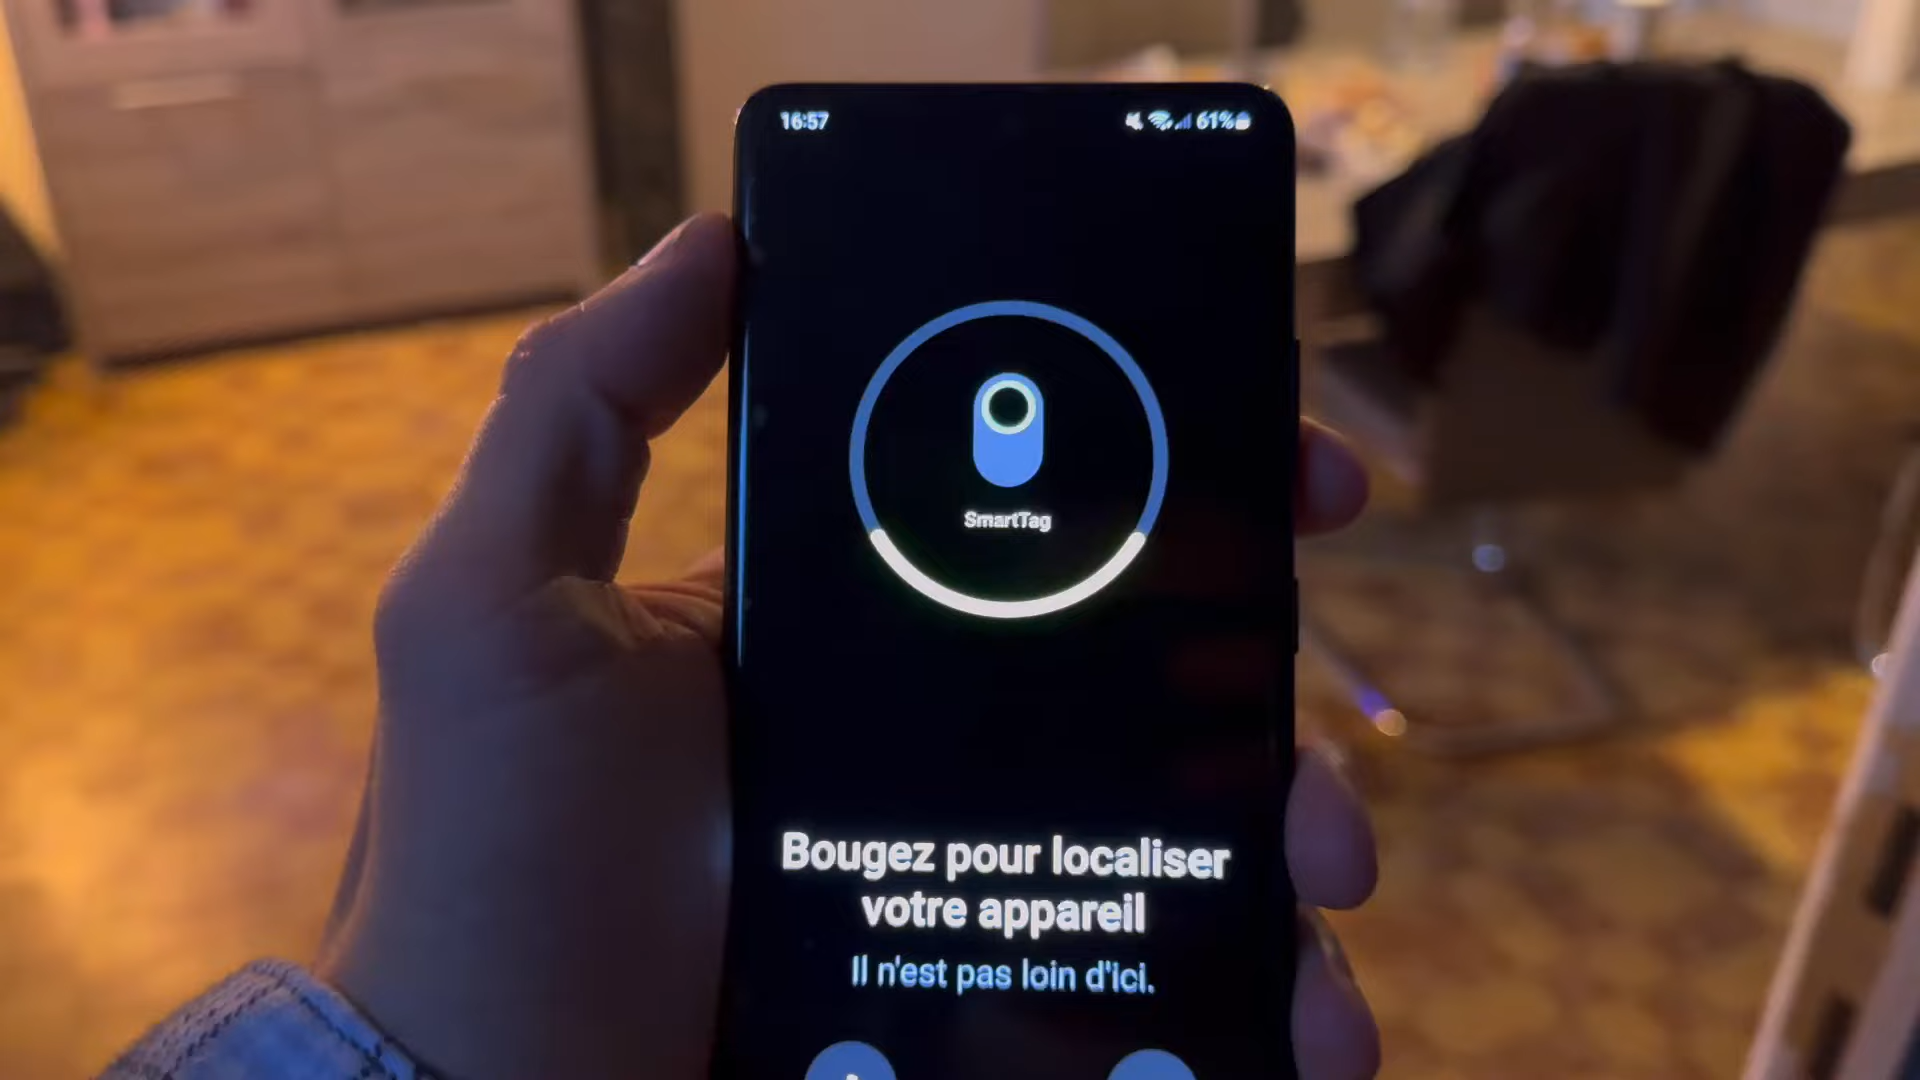 16:57
61%
SmartTag
Bougez pour localiser
votre appareil
Il n'est pas loin d'ici.